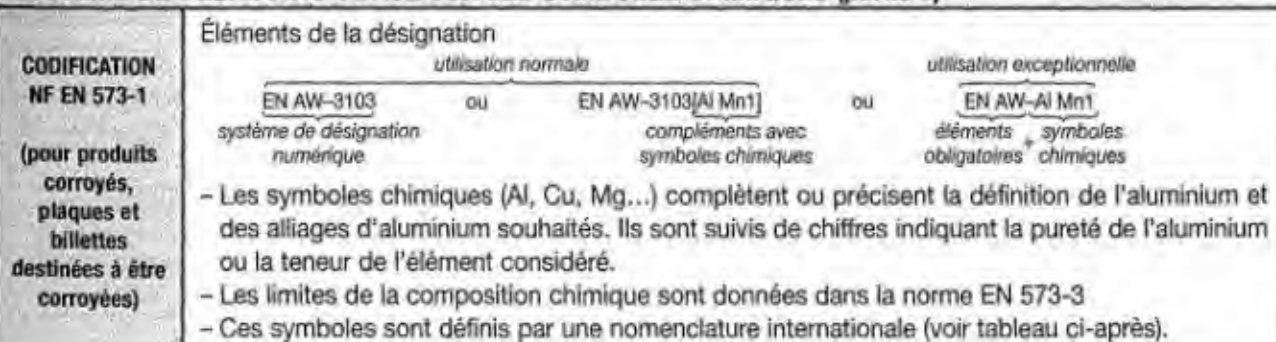 CODIFICATION
NF EN 573-1
(pour produits
corroyés,
plaques et
billettes
destinées à être
corroyées)
Éléments de la désignation
utilisation normale utilisation exceptionnelle
EN AW–3103 ou EN AW–3103[Al Mn1] ou EN AW–Al Mn1
système de désignation compléments avec éléments + symboles
numérique symboles chimiques obligatoires chimiques
– Les symboles chimiques (Al, Cu, Mg...) complètent ou précisent la définition de l'aluminium et
des alliages d'aluminium souhaités. Ils sont suivis de chiffres indiquant la pureté de l'aluminium
ou la teneur de l'élément considéré.
– Les limites de la composition chimique sont données dans la norme EN 573-3
– Ces symboles sont définis par une nomenclature internationale (voir tableau ci-après).